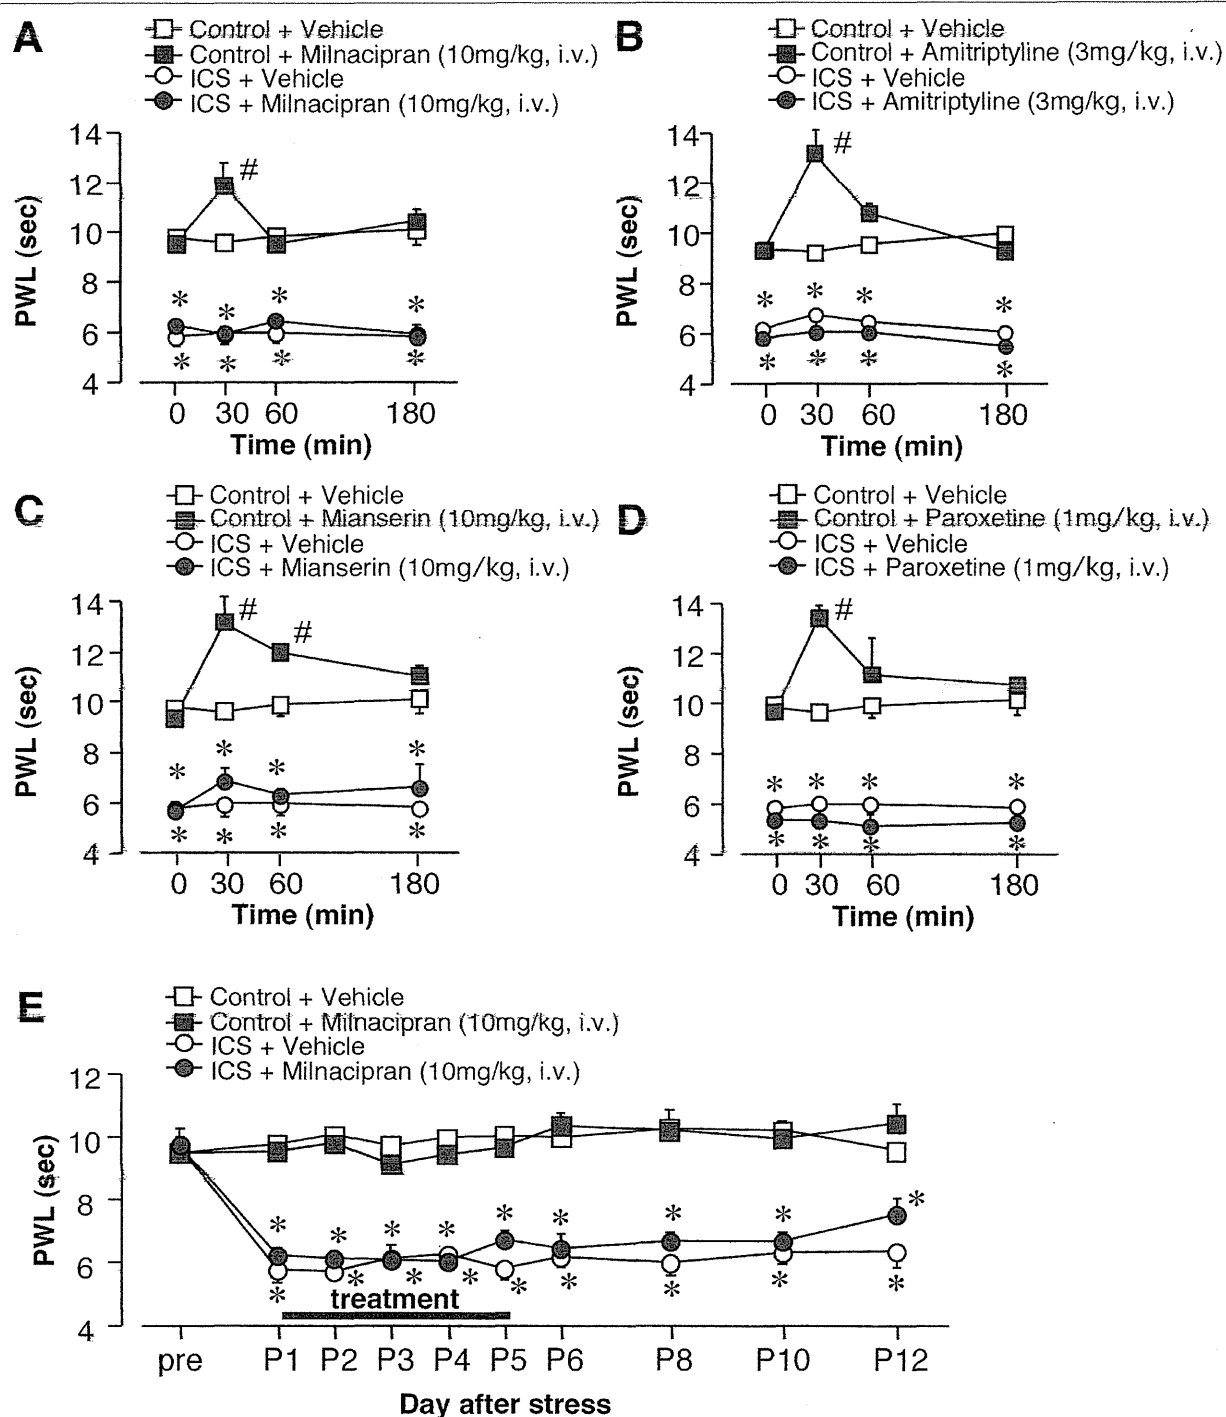 A
Control + Vehicle
Control + Milnacipran (10mg/kg, i.v.)
ICS + Vehicle
ICS + Milnacipran (10mg/kg, i.v.)
14
12
10
8
6
4
PWL (sec)
#
* * * *
* * * *
0 30 60 180
Time (min)
B
Control + Vehicle
Control + Amitriptyline (3mg/kg, i.v.)
ICS + Vehicle
ICS + Amitriptyline (3mg/kg, i.v.)
14
12
10
8
6
4
PWL (sec)
#
* * * *
* * * *
0 30 60 180
Time (min)
C
Control + Vehicle
Control + Mianserin (10mg/kg, i.v.)
ICS + Vehicle
ICS + Mianserin (10mg/kg, i.v.)
14
12
10
8
6
4
PWL (sec)
# #
* * * *
* * * *
0 30 60 180
Time (min)
D
Control + Vehicle
Control + Paroxetine (1mg/kg, i.v.)
ICS + Vehicle
ICS + Paroxetine (1mg/kg, i.v.)
14
12
10
8
6
4
PWL (sec)
#
* * * *
* * * *
0 30 60 180
Time (min)
E
Control + Vehicle
Control + Milnacipran (10mg/kg, i.v.)
ICS + Vehicle
ICS + Milnacipran (10mg/kg, i.v.)
12
10
8
6
4
PWL (sec)
* * * * * * * * *
* * * * * * * * *
treatment
pre P1 P2 P3 P4 P5 P6 P8 P10 P12
Day after stress